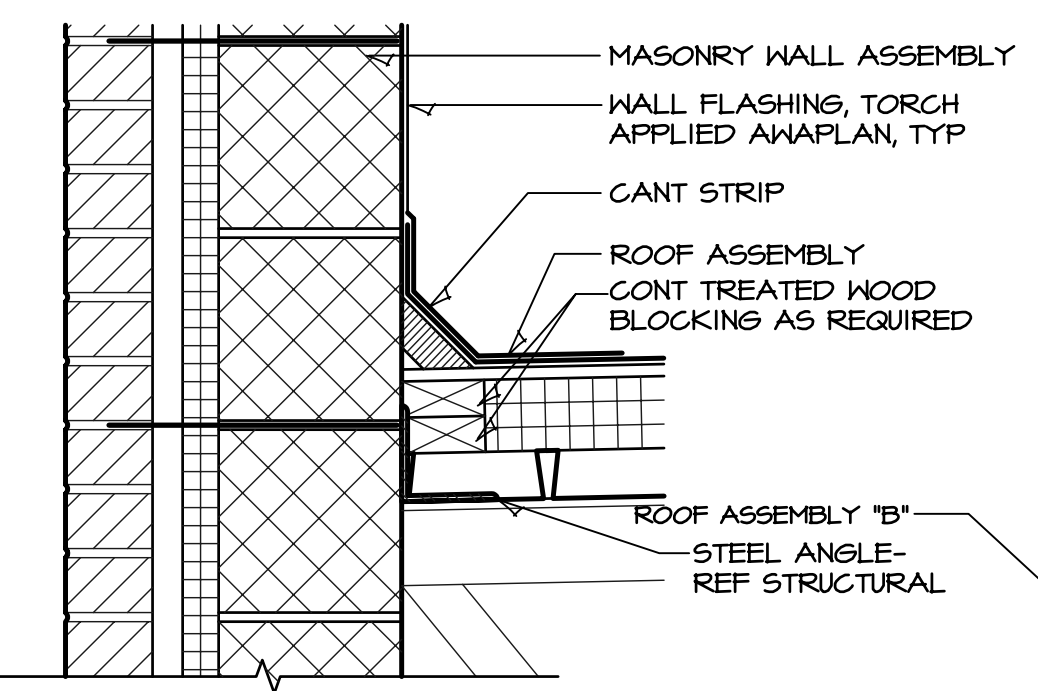 MASONRY WALL ASSEMBLY
WALL FLASHING, TORCH
APPLIED AWAPLAN, TYP
CANT STRIP
ROOF ASSEMBLY
CONT TREATED WOOD
BLOCKING AS REQUIRED
ROOF ASSEMBLY "B"
STEEL ANGLE-
REF STRUCTURAL